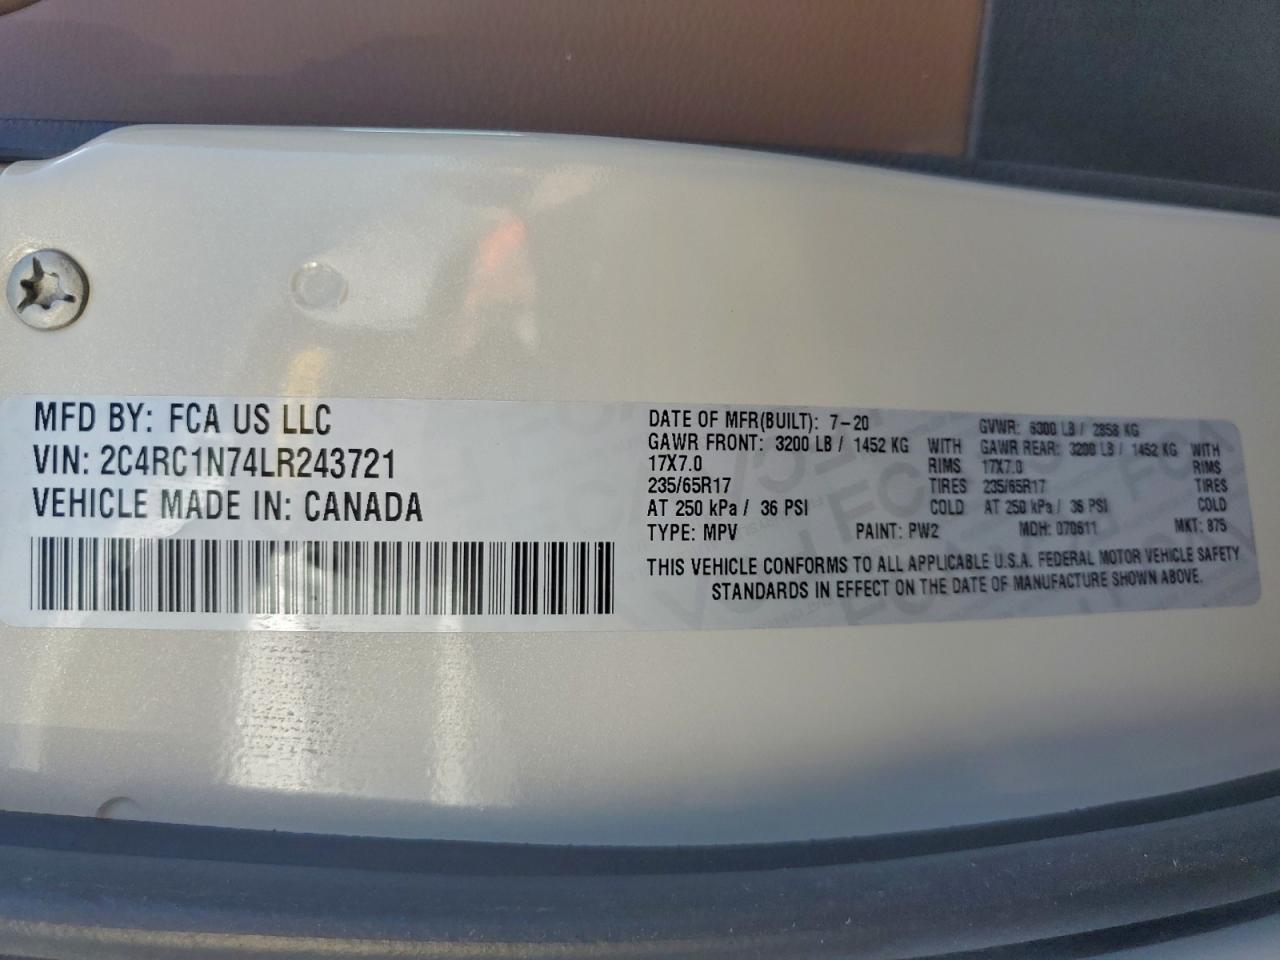 MFD BY: FCA US LLC
VIN: 2C4RC1N74LR243721
VEHICLE MADE IN: CANADA
DATE OF MFR(BUILT): 7-20 GVWR: 6300 LB / 2858 KG
GAWR FRONT: 3200 LB / 1452 KG WITH GAWR REAR: 3200 LB / 1452 KG WITH
17X7.0 RIMS 17X7.0 RIMS
235/65R17 TIRES 235/65R17 TIRES
AT 250 kPa / 36 PSI COLD AT 250 kPa / 36 PSI COLD
TYPE: MPV PAINT: PW2 MDH: 070611 MKT: 875
THIS VEHICLE CONFORMS TO ALL APPLICABLE U.S.A. FEDERAL MOTOR VEHICLE SAFETY
STANDARDS IN EFFECT ON THE DATE OF MANUFACTURE SHOWN ABOVE.